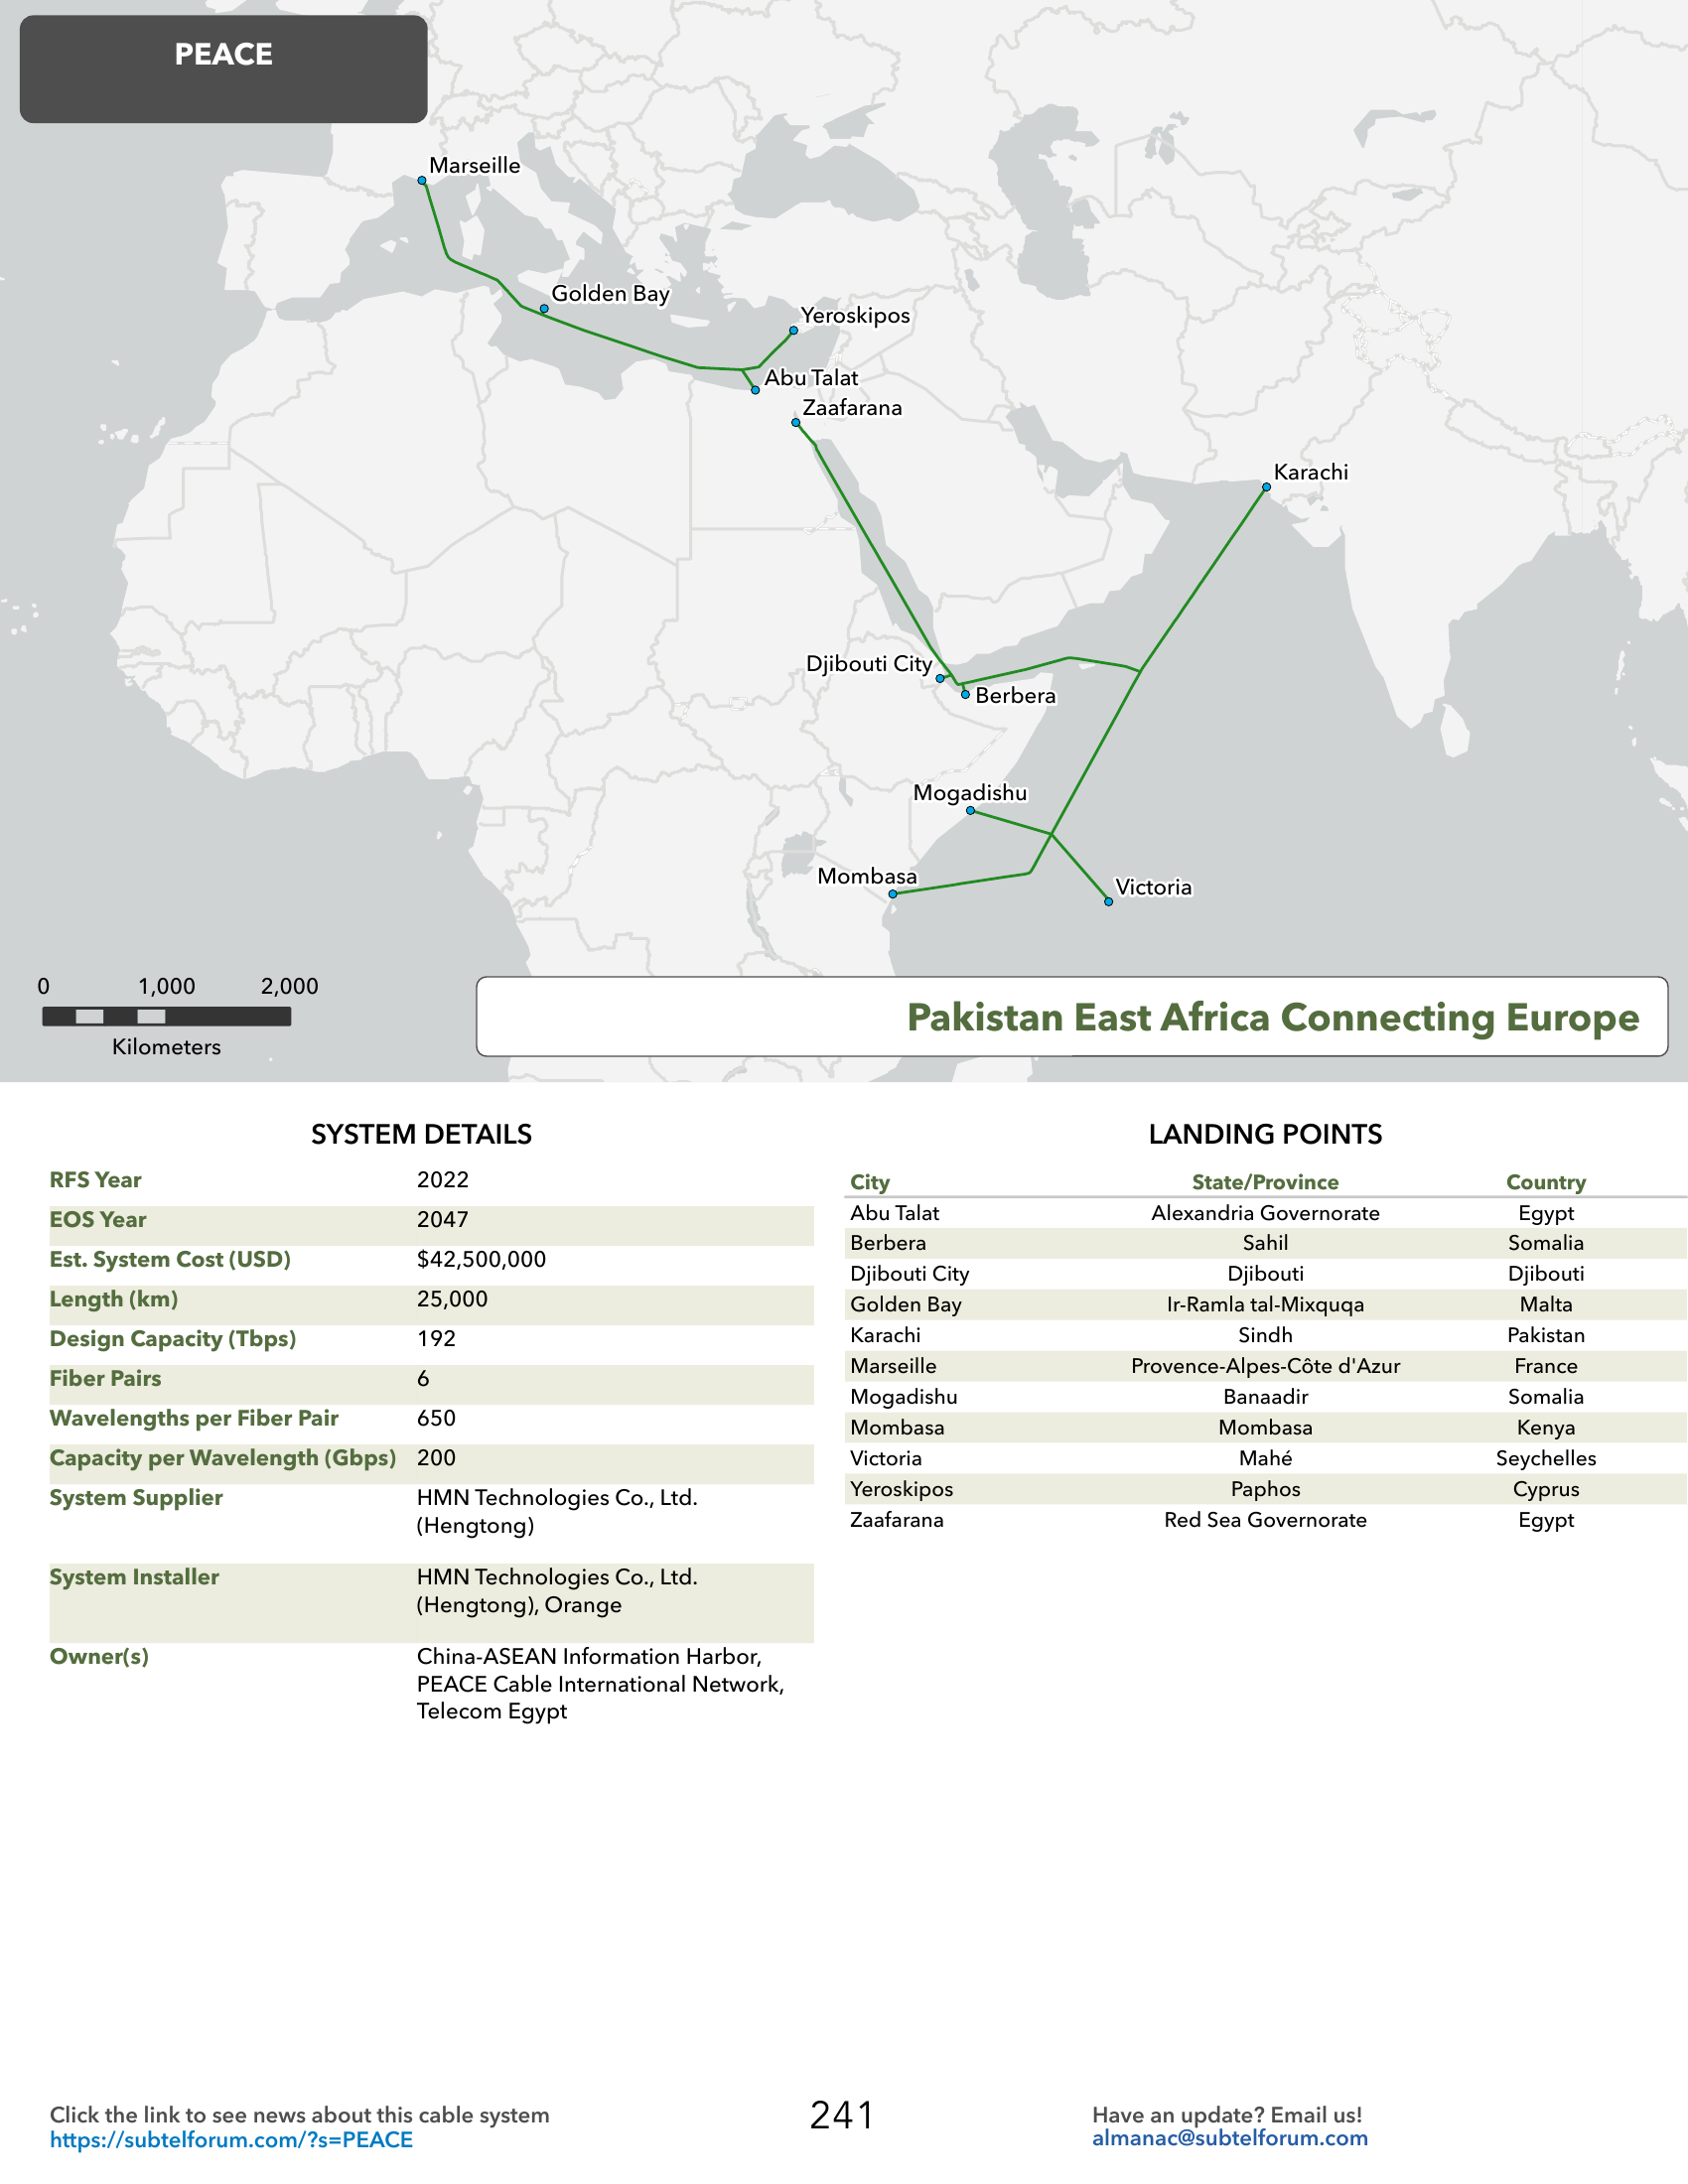 PEACE
Marseille
Golden Bay
Yeroskipos
Abu Talat
Zaafarana
Karachi
Djibouti City
Berbera
Mogadishu
Mombasa
Victoria
0 1,000 2,000
Kilometers
Pakistan East Africa Connecting Europe
SYSTEM DETAILS
RFS Year 2022
EOS Year 2047
Est. System Cost (USD) $42,500,000
Length (km) 25,000
Design Capacity (Tbps) 192
Fiber Pairs 6
Wavelengths per Fiber Pair 650
Capacity per Wavelength (Gbps) 200
System Supplier HMN Technologies Co., Ltd.
(Hengtong)
System Installer HMN Technologies Co., Ltd.
(Hengtong), Orange
Owner(s) China-ASEAN Information Harbor,
PEACE Cable International Network,
Telecom Egypt
LANDING POINTS
City State/Province Country
Abu Talat Alexandria Governorate Egypt
Berbera Sahil Somalia
Djibouti City Djibouti Djibouti
Golden Bay Ir-Ramla tal-Mixquqa Malta
Karachi Sindh Pakistan
Marseille Provence-Alpes-Côte d'Azur France
Mogadishu Banaadir Somalia
Mombasa Mombasa Kenya
Victoria Mahé Seychelles
Yeroskipos Paphos Cyprus
Zaafarana Red Sea Governorate Egypt
Click the link to see news about this cable system
https://subtelforum.com/?s=PEACE
241
Have an update? Email us!
almanac@subtelforum.com